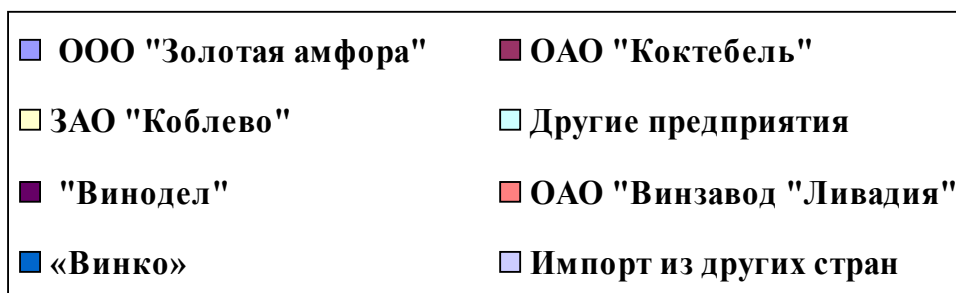 ООО "Золотая амфора" ОАО "Коктебель"
ЗАО "Коблево" Другие предприятия
"Винодел" ОАО "Винзавод "Ливадия"
«Винко» Импорт из других стран